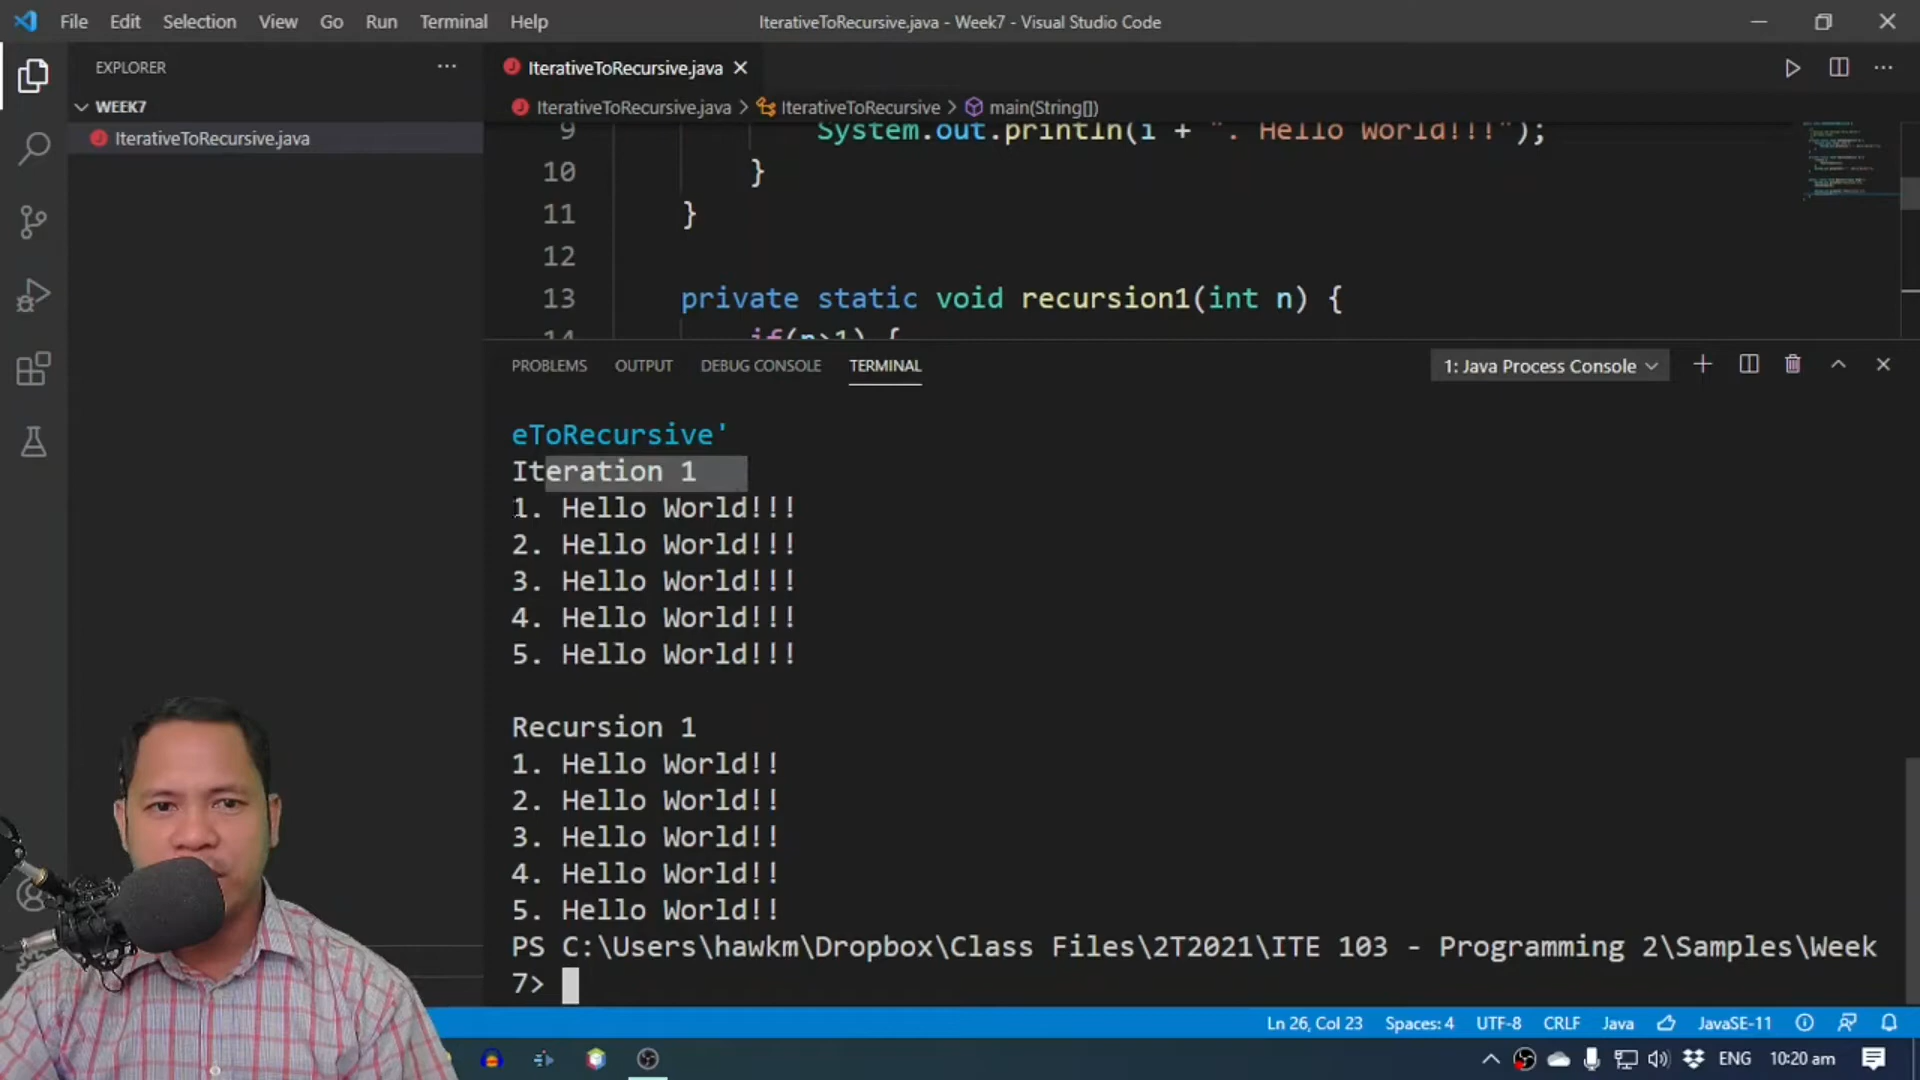 File Edit Selection View Go Run Terminal Help
IterativeToRecursive.java - Week7 - Visual Studio Code
EXPLORER
WEEK7
IterativeToRecursive.java
IterativeToRecursive.java
IterativeToRecursive.java > IterativeToRecursive > main(String[])
9 System.out.println(i + ". Hello World!!!");
10 }
11 }
12
13 private static void recursion1(int n) {
14 if(n>1) {
PROBLEMS OUTPUT DEBUG CONSOLE TERMINAL
1: Java Process Console
eToRecursive'
Iteration 1
1. Hello World!!!
2. Hello World!!!
3. Hello World!!!
4. Hello World!!!
5. Hello World!!!
Recursion 1
1. Hello World!!
2. Hello World!!
3. Hello World!!
4. Hello World!!
5. Hello World!!
PS C:\Users\hawkm\Dropbox\Class Files\2T2021\ITE 103 - Programming 2\Samples\Week
7>
Ln 26, Col 23 Spaces: 4 UTF-8 CRLF Java JavaSE-11
ENG 10:20 am